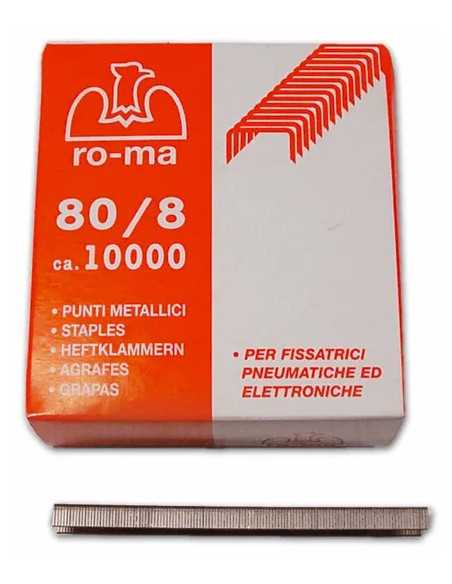 ro-ma
80/8
ca. 10000
• PUNTI METALLICI
• STAPLES
• HEFTKLAMMERN
• AGRAFES
• GRAPAS
• PER FISSATRICI
PNEUMATICHE ED
ELETTRONICHE